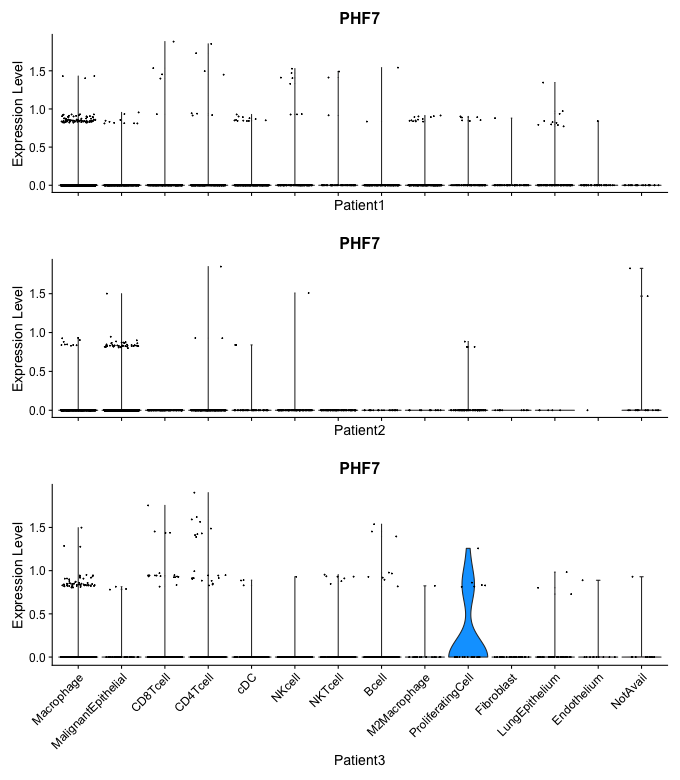 PHF7
Expression Level
1.5
1.0
0.5
0.0
Patient1
PHF7
Expression Level
1.5
1.0
0.5
0.0
Patient2
PHF7
Expression Level
1.5
1.0
0.5
0.0
Macrophage
MalignantEpithelial
CD8Tcell
CD4Tcell
cDC
NKcell
NKTcell
Bcell
M2Macrophage
ProliferatingCell
Fibroblast
LungEpithelium
Endothelium
NotAvail
Patient3